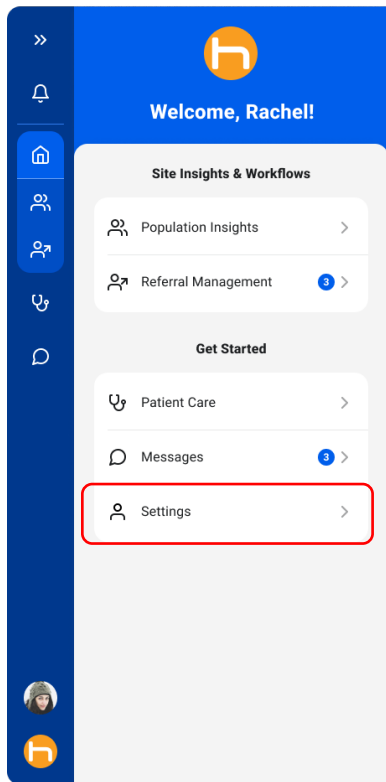 Welcome, Rachel!
Site Insights & Workflows
Population Insights
Referral Management 3
Get Started
Patient Care
Messages 3
Settings